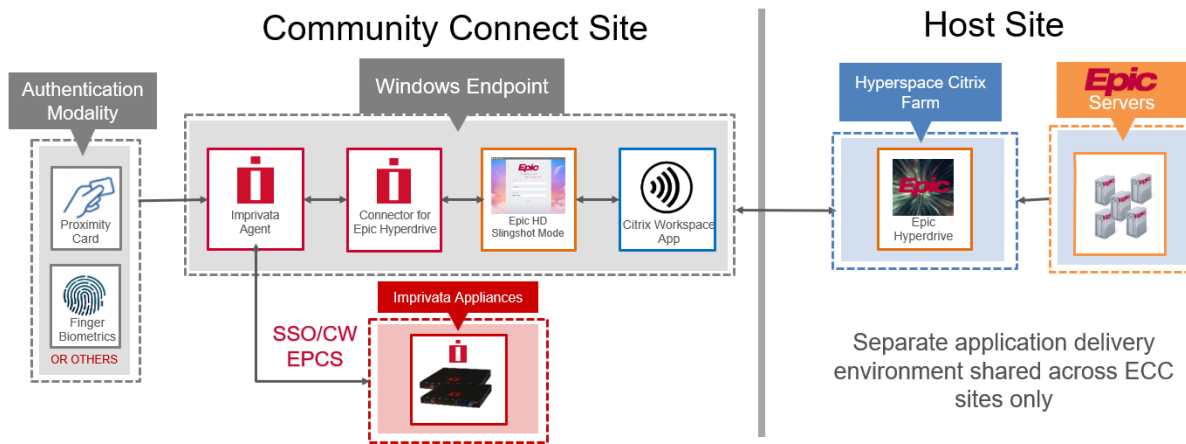 Community Connect Site
Host Site
Authentication
Modality
Windows Endpoint
Hyperspace Citrix
Farm
Epic
Servers
Proximity
Card
Finger
Biometrics
OR OTHERS
Imprivata
Agent
Connector for
Epic Hyperdrive
Epic
Epic HD
Slingshot Mode
Citrix Workspace
App
Epic
Epic
Hyperdrive
SSO/CW
EPCS
Imprivata Appliances
Separate application delivery
environment shared across ECC
sites only